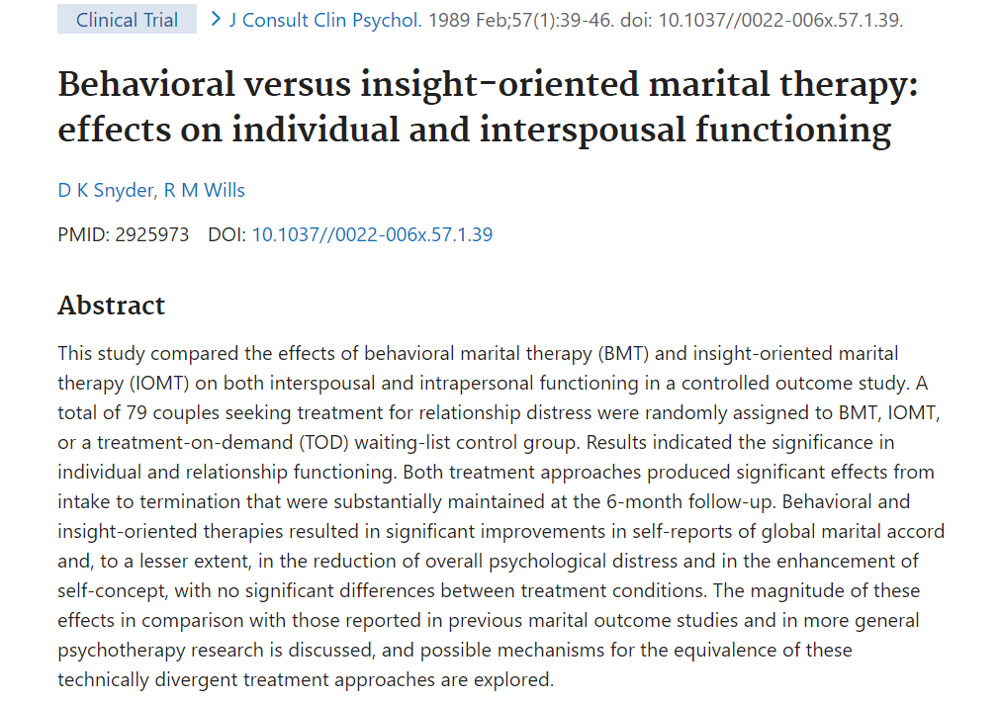 Clinical Trial > J Consult Clin Psychol. 1989 Feb;57(1):39-46. doi: 10.1037//0022-006x.57.1.39.
Behavioral versus insight-oriented marital therapy:
effects on individual and interspousal functioning
D K Snyder, R M Wills
PMID: 2925973 DOI: 10.1037//0022-006x.57.1.39
Abstract
This study compared the effects of behavioral marital therapy (BMT) and insight-oriented marital
therapy (IOMT) on both interspousal and intrapersonal functioning in a controlled outcome study. A
total of 79 couples seeking treatment for relationship distress were randomly assigned to BMT, IOMT,
or a treatment-on-demand (TOD) waiting-list control group. Results indicated the significance in
individual and relationship functioning. Both treatment approaches produced significant effects from
intake to termination that were substantially maintained at the 6-month follow-up. Behavioral and
insight-oriented therapies resulted in significant improvements in self-reports of global marital accord
and, to a lesser extent, in the reduction of overall psychological distress and in the enhancement of
self-concept, with no significant differences between treatment conditions. The magnitude of these
effects in comparison with those reported in previous marital outcome studies and in more general
psychotherapy research is discussed, and possible mechanisms for the equivalence of these
technically divergent treatment approaches are explored.